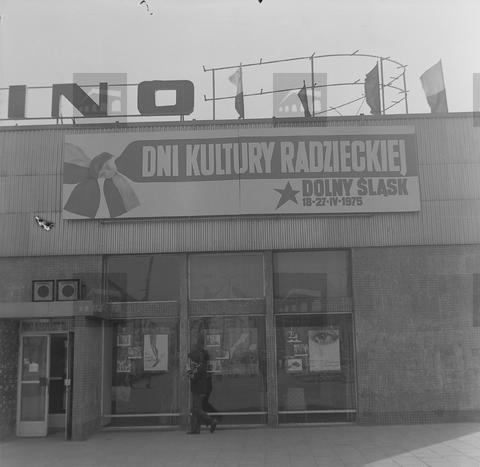 INO
DNI KULTURY RADZIECKIEJ
DOLNY ŚLĄSK
18-27-IV-1975